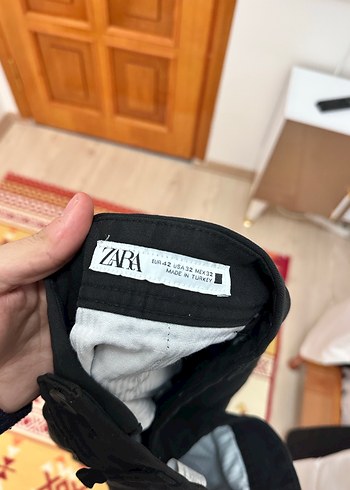 ZARA
EUR 42 USA 32 MEX 32
MADE IN TURKEY